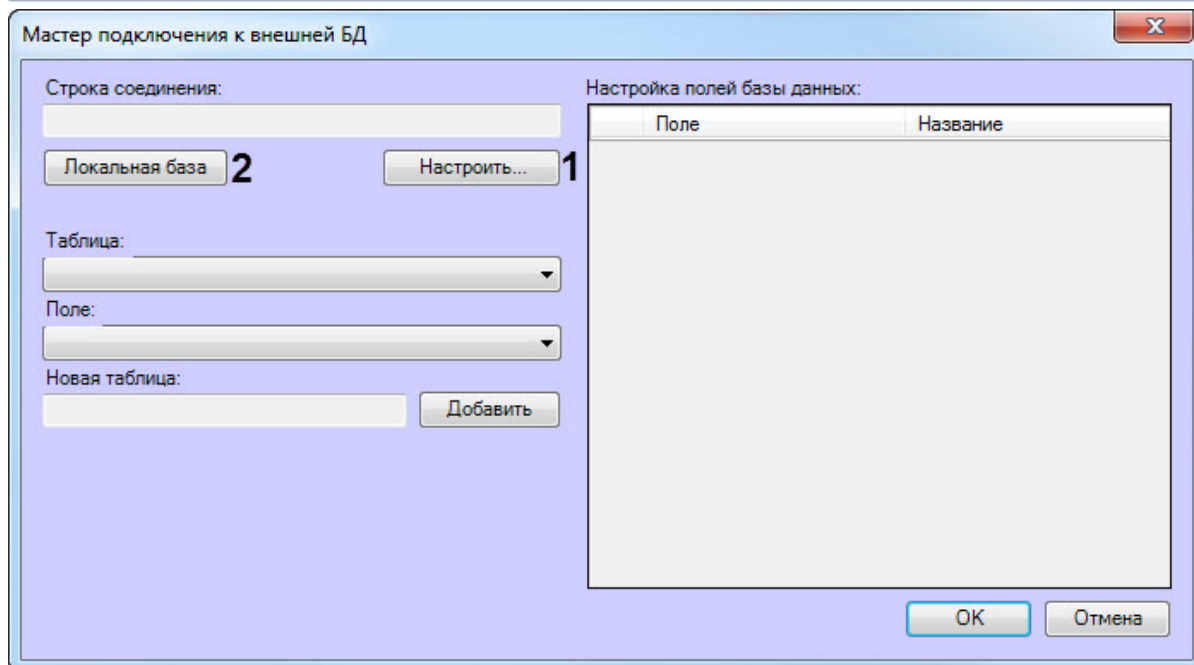 Мастер подключения к внешней БД
Строка соединения:
Локальная база 2 Настроить... 1
Таблица:
Поле:
Новая таблица:
Добавить
Настройка полей базы данных:
Поле Название
OK Отмена